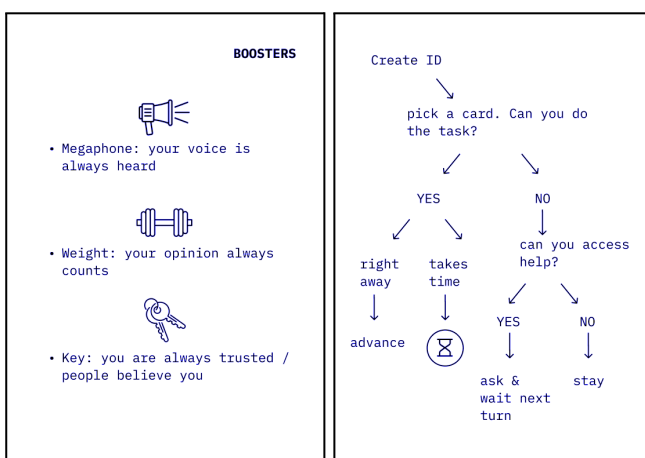 BOOSTERS
• Megaphone: your voice is
always heard
• Weight: your opinion always
counts
• Key: you are always trusted /
people believe you
Create ID
pick a card. Can you do
the task?
YES
NO
right
away
takes
time
can you access
help?
advance
YES
NO
ask &
wait next
turn
stay